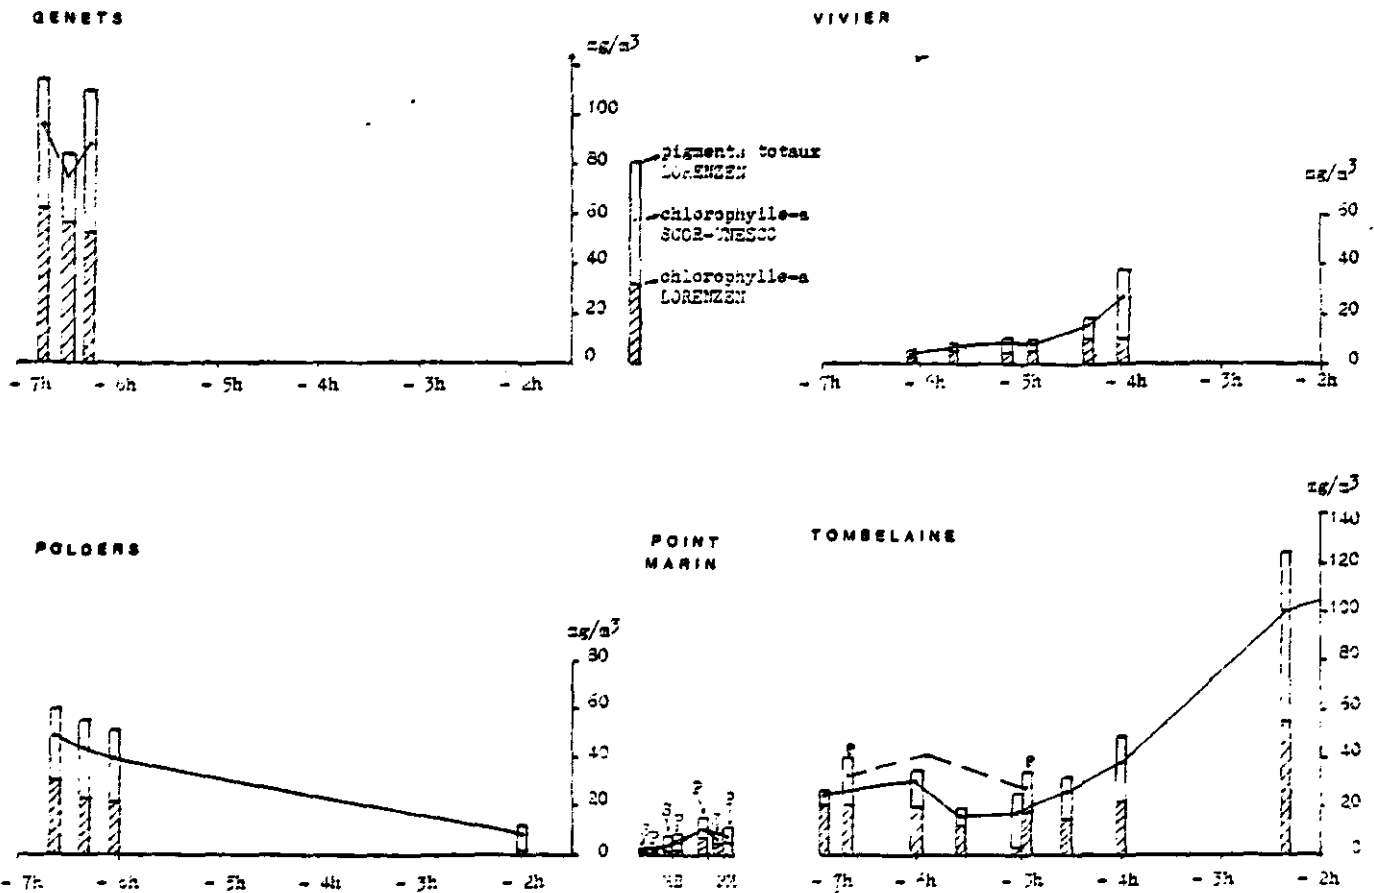 GENETS
mg/m3
100
80
60
40
20
0
- 7h - 6h - 5h - 4h - 3h - 2h
pigments totaux
LORENZEN
chlorophylle-a
SCOR-UNESCO
chlorophylle-a
LORENZEN
VIVIER
mg/m3
60
40
20
0
- 7h - 6h - 5h - 4h - 3h - 2h
POLDERS
mg/m3
80
60
40
20
0
- 7h - 6h - 5h - 4h - 3h - 2h
POINT
MARIN
TOMBELAINE
mg/m3
140
120
100
80
60
40
20
0
P
P
- 7h - 6h - 5h - 4h - 3h - 2h